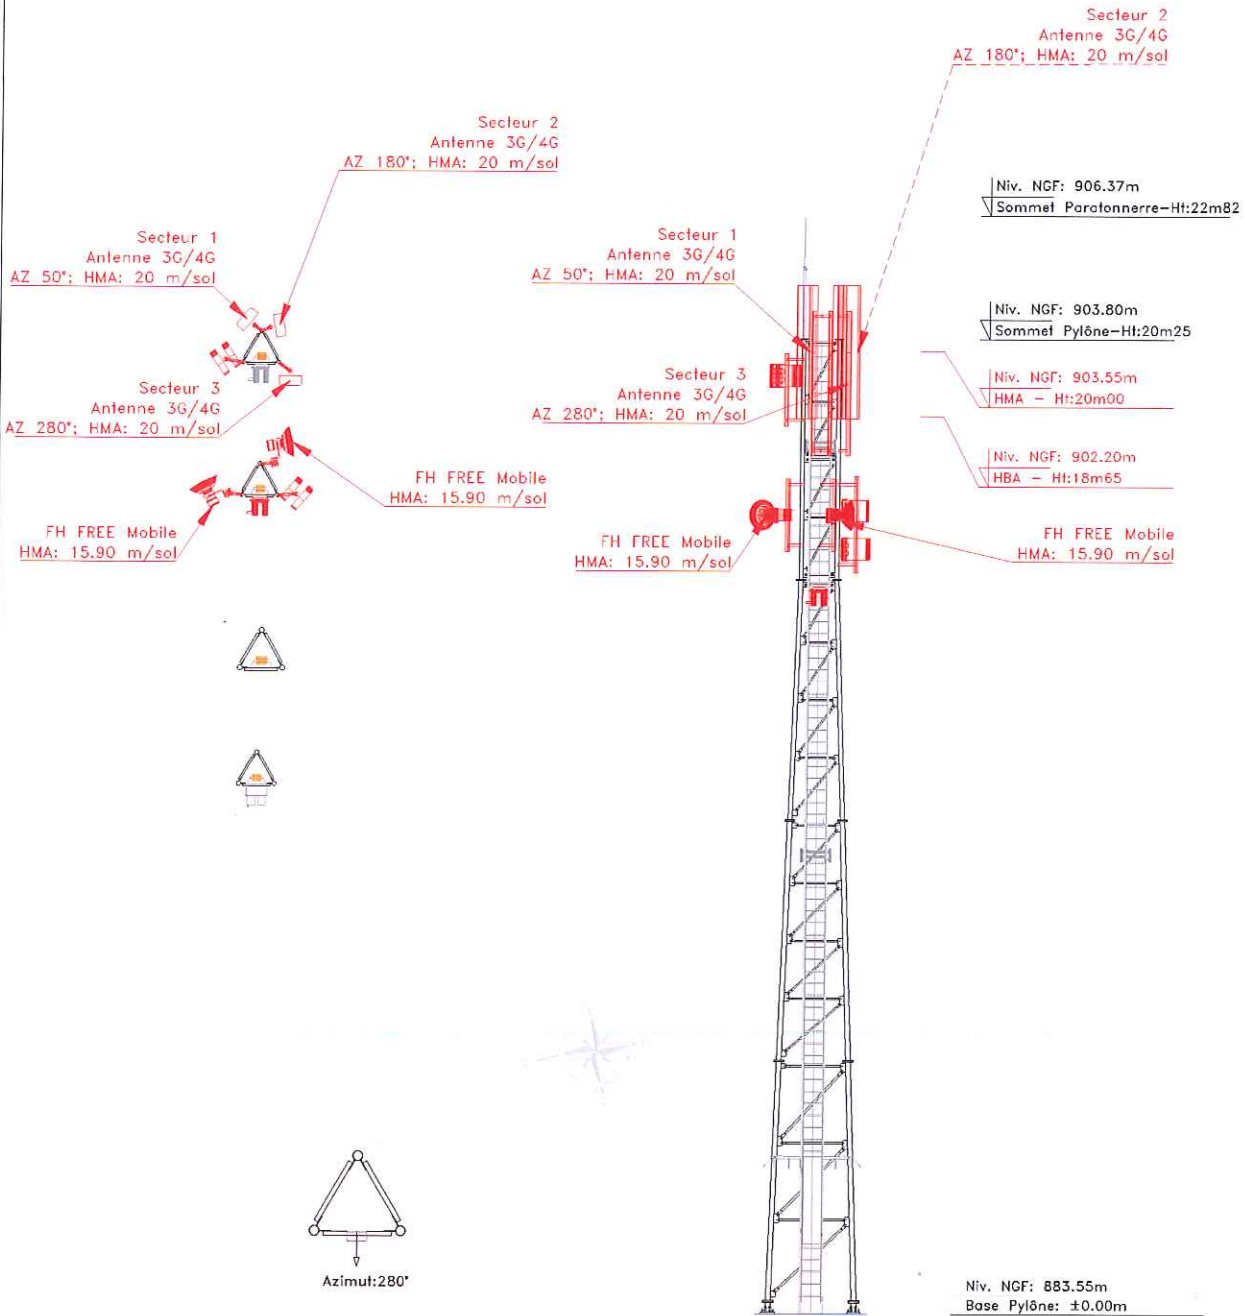 Secteur 2
Antenne 3G/4G
AZ 180°; HMA: 20 m/sol
Secteur 2
Antenne 3G/4G
AZ 180°; HMA: 20 m/sol
Niv. NGF: 906.37m
Sommet Paratonnerre-Ht:22m82
Secteur 1
Antenne 3G/4G
AZ 50°; HMA: 20 m/sol
Secteur 1
Antenne 3G/4G
AZ 50°; HMA: 20 m/sol
Niv. NGF: 903.80m
Sommet Pylône-Ht:20m25
Secteur 3
Antenne 3G/4G
AZ 280°; HMA: 20 m/sol
Secteur 3
Antenne 3G/4G
AZ 280°; HMA: 20 m/sol
Niv. NGF: 903.55m
HMA - Ht:20m00
Niv. NGF: 902.20m
HBA - Ht:18m65
FH FREE Mobile
HMA: 15.90 m/sol
FH FREE Mobile
HMA: 15.90 m/sol
FH FREE Mobile
HMA: 15.90 m/sol
FH FREE Mobile
HMA: 15.90 m/sol
Azimut:280°
Niv. NGF: 883.55m
Base Pylône: ±0.00m